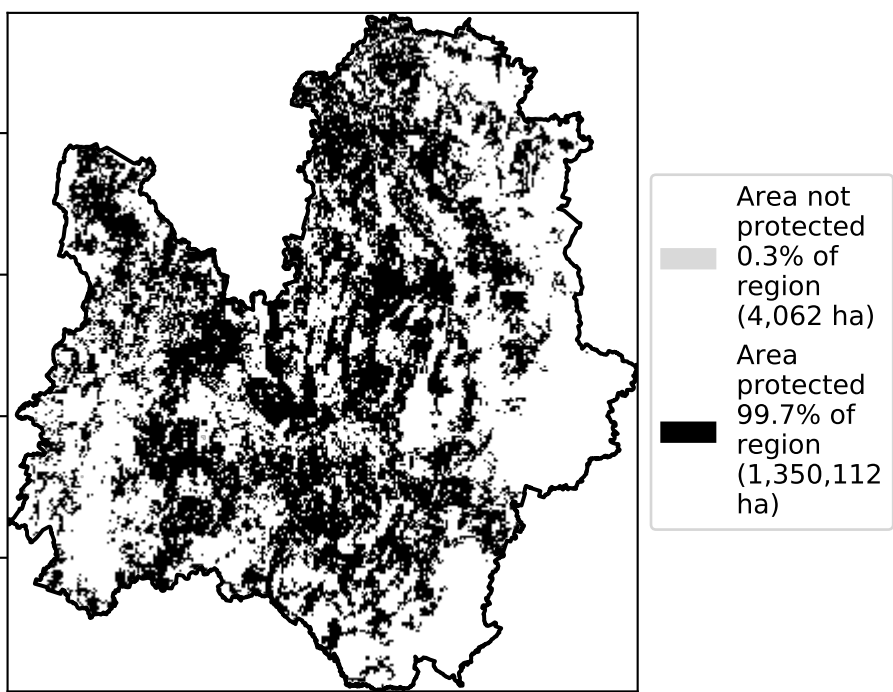 Area not
protected
0.3% of
region
(4,062 ha)
Area
protected
99.7% of
region
(1,350,112
ha)